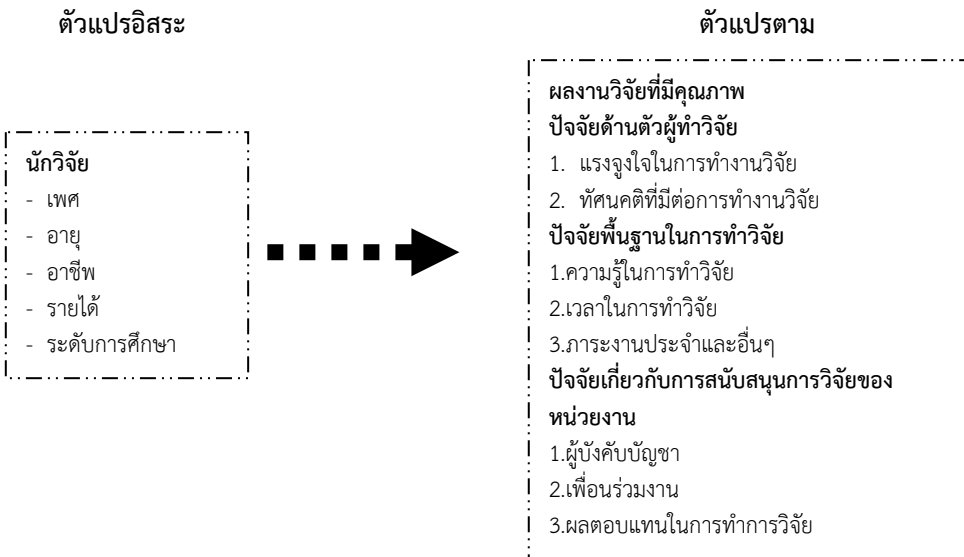 ตัวแปรอิสระ
ตัวแปรตาม
นักวิจัย
- เพศ
- อายุ
- อาชีพ
- รายได้
- ระดับการศึกษา
ผลงานวิจัยที่มีคุณภาพ
ปัจจัยด้านตัวผู้ทำวิจัย
1. แรงจูงใจในการทำงานวิจัย
2. ทัศนคติที่มีต่อการทำงานวิจัย
ปัจจัยพื้นฐานในการทำวิจัย
1.ความรู้ในการทำวิจัย
2.เวลาในการทำวิจัย
3.ภาระงานประจำและอื่นๆ
ปัจจัยเกี่ยวกับการสนับสนุนการวิจัยของ
หน่วยงาน
1.ผู้บังคับบัญชา
2.เพื่อนร่วมงาน
3.ผลตอบแทนในการทำการวิจัย